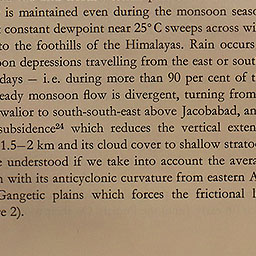 is maintained even during the monsoon seas
constant dewpoint near 25°C sweeps across wi
to the foothills of the Himalayas. Rain occurs
oon depressions travelling from the east or sout
days — i.e. during more than 90 per cent of t
eady monsoon flow is divergent, turning from
walior to south-south-east above Jacobabad, an
subsidence²⁴ which reduces the vertical exten
1.5–2 km and its cloud cover to shallow strato
e understood if we take into account the avera
n with its anticyclonic curvature from eastern A
Gangetic plains which forces the frictional l
e 2).